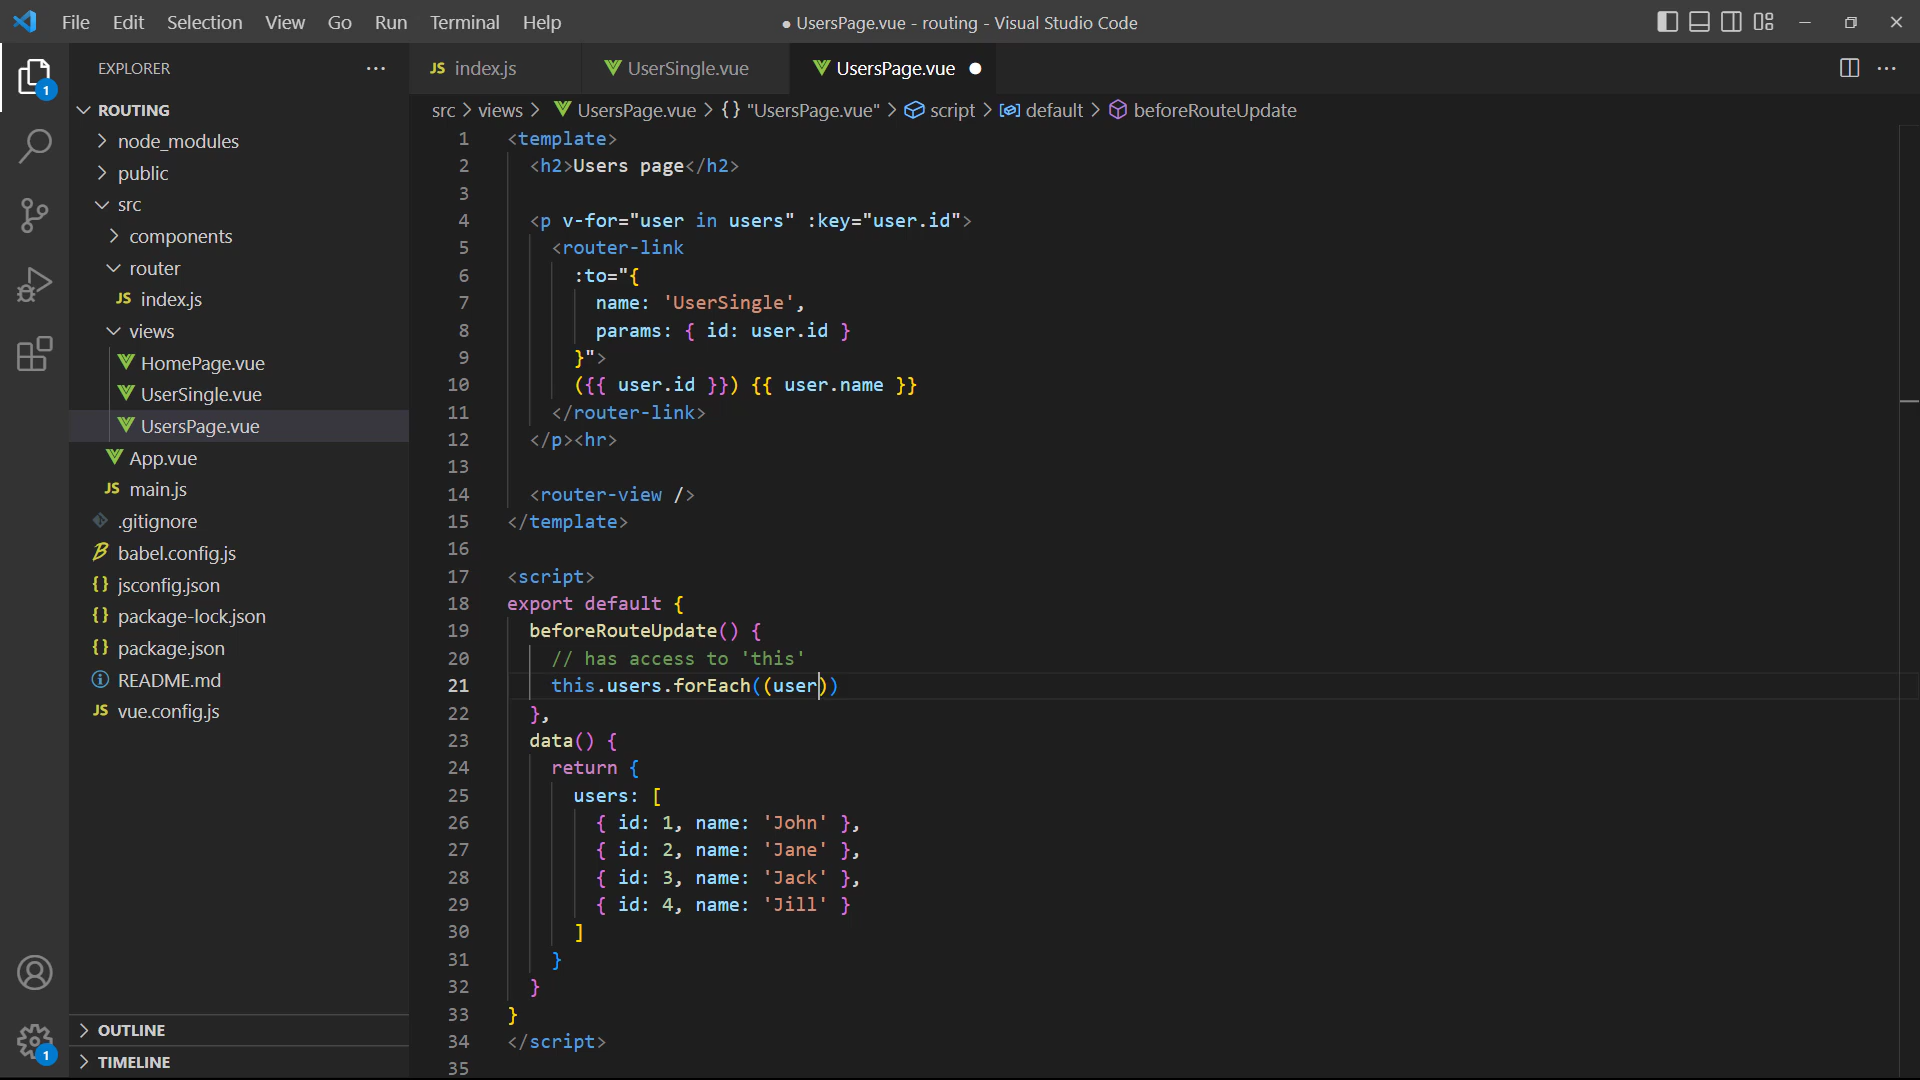 File Edit Selection View Go Run Terminal Help
● UsersPage.vue - routing - Visual Studio Code
1
EXPLORER
ROUTING
node_modules
public
src
components
router
JS index.js
views
HomePage.vue
UserSingle.vue
UsersPage.vue
App.vue
JS main.js
.gitignore
babel.config.js
{} jsconfig.json
{} package-lock.json
{} package.json
README.md
JS vue.config.js
OUTLINE
TIMELINE
1
JS index.js UserSingle.vue UsersPage.vue ●
src > views > UsersPage.vue > {} "UsersPage.vue" > script > default > beforeRouteUpdate
1 <template>
2 <h2>Users page</h2>
3
4 <p v-for="user in users" :key="user.id">
5 <router-link
6 :to="{
7 name: 'UserSingle',
8 params: { id: user.id }
9 }">
10 ({{ user.id }}) {{ user.name }}
11 </router-link>
12 </p><hr>
13
14 <router-view />
15 </template>
16
17 <script>
18 export default {
19 beforeRouteUpdate() {
20 // has access to 'this'
21 this.users.forEach((user))
22 },
23 data() {
24 return {
25 users: [
26 { id: 1, name: 'John' },
27 { id: 2, name: 'Jane' },
28 { id: 3, name: 'Jack' },
29 { id: 4, name: 'Jill' }
30 ]
31 }
32 }
33 }
34 </script>
35